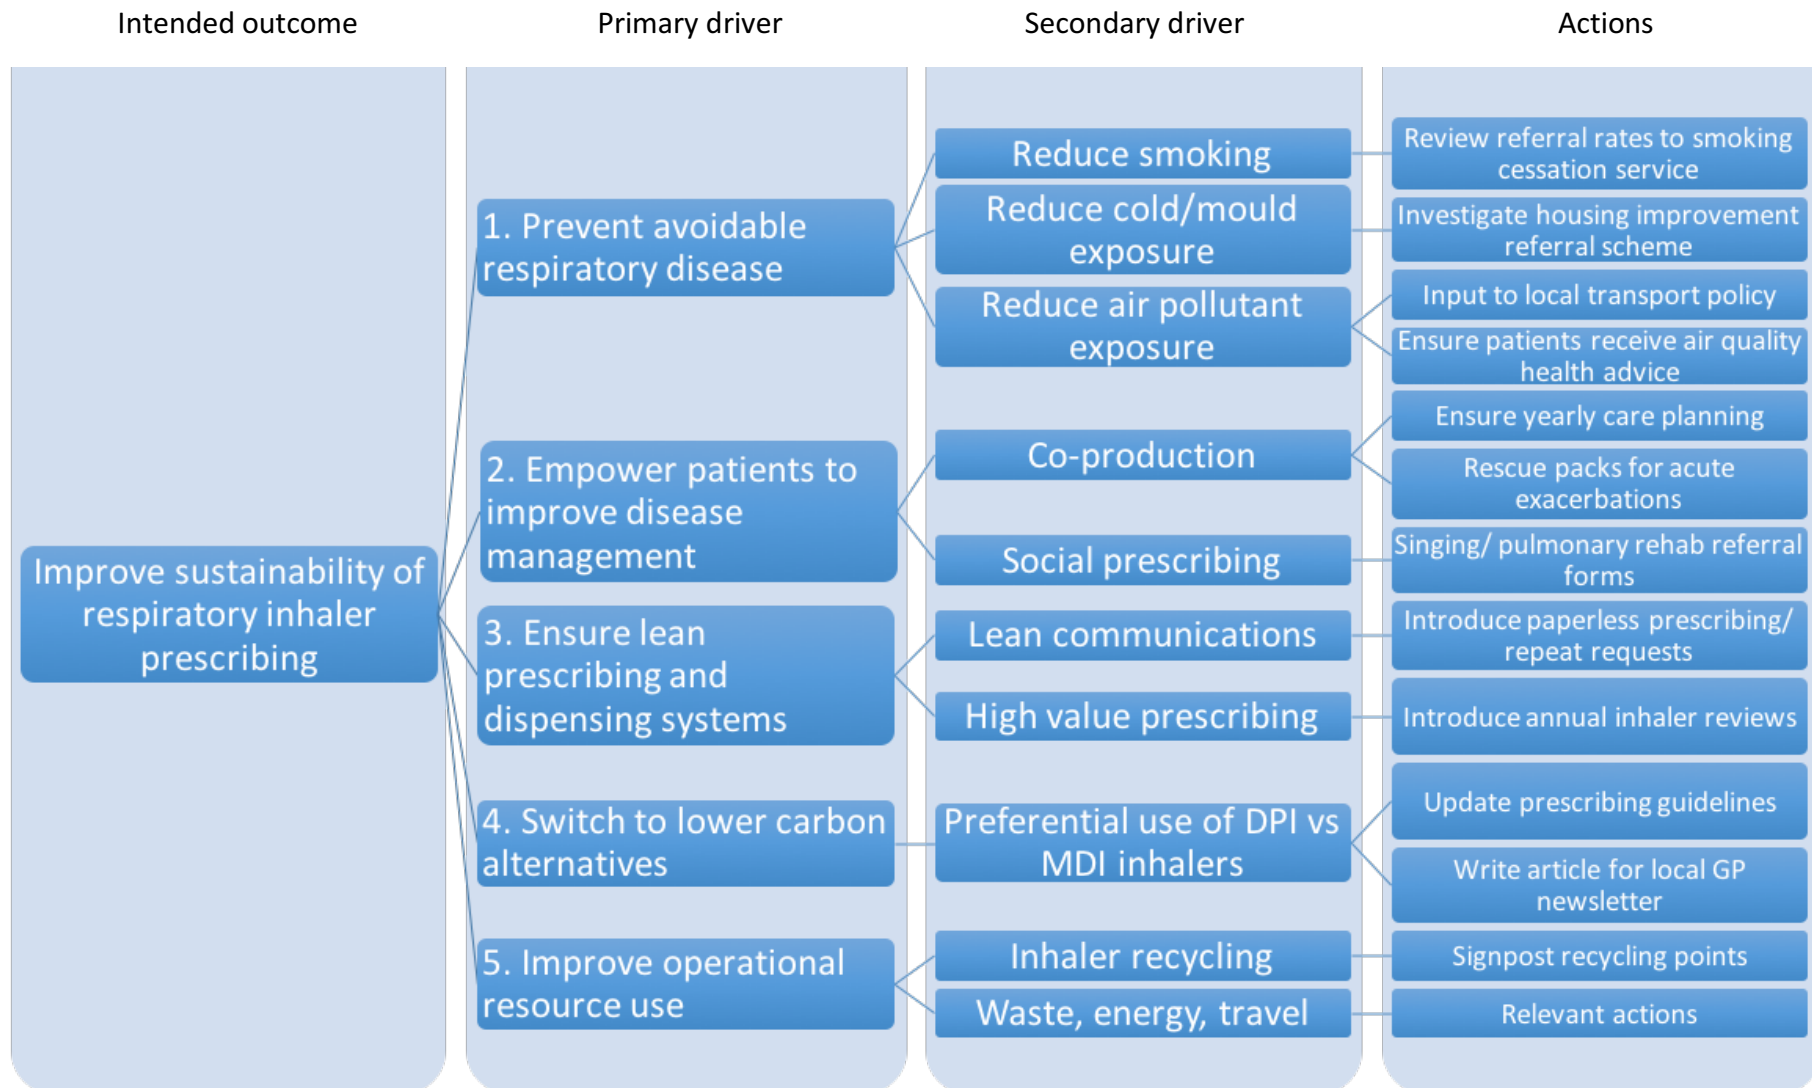 Intended outcome
Primary driver
Secondary driver
Actions
Improve sustainability of
respiratory inhaler
prescribing
1. Prevent avoidable
respiratory disease
2. Empower patients to
improve disease
management
3. Ensure lean
prescribing and
dispensing systems
4. Switch to lower carbon
alternatives
5. Improve operational
resource use
Reduce smoking
Reduce cold/mould
exposure
Reduce air pollutant
exposure
Co-production
Social prescribing
Lean communications
High value prescribing
Preferential use of DPI vs
MDI inhalers
Inhaler recycling
Waste, energy, travel
Review referral rates to smoking
cessation service
Investigate housing improvement
referral scheme
Input to local transport policy
Ensure patients receive air quality
health advice
Ensure yearly care planning
Rescue packs for acute
exacerbations
Singing/ pulmonary rehab referral
forms
Introduce paperless prescribing/
repeat requests
Introduce annual inhaler reviews
Update prescribing guidelines
Write article for local GP
newsletter
Signpost recycling points
Relevant actions